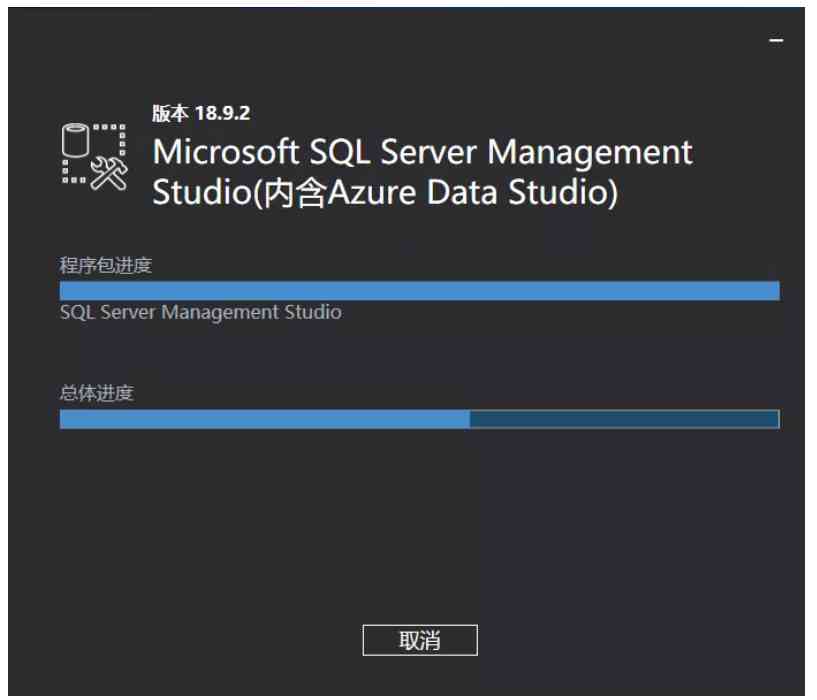 版本 18.9.2
Microsoft SQL Server Management
Studio(内含Azure Data Studio)
程序包进度
SQL Server Management Studio
总体进度
取消